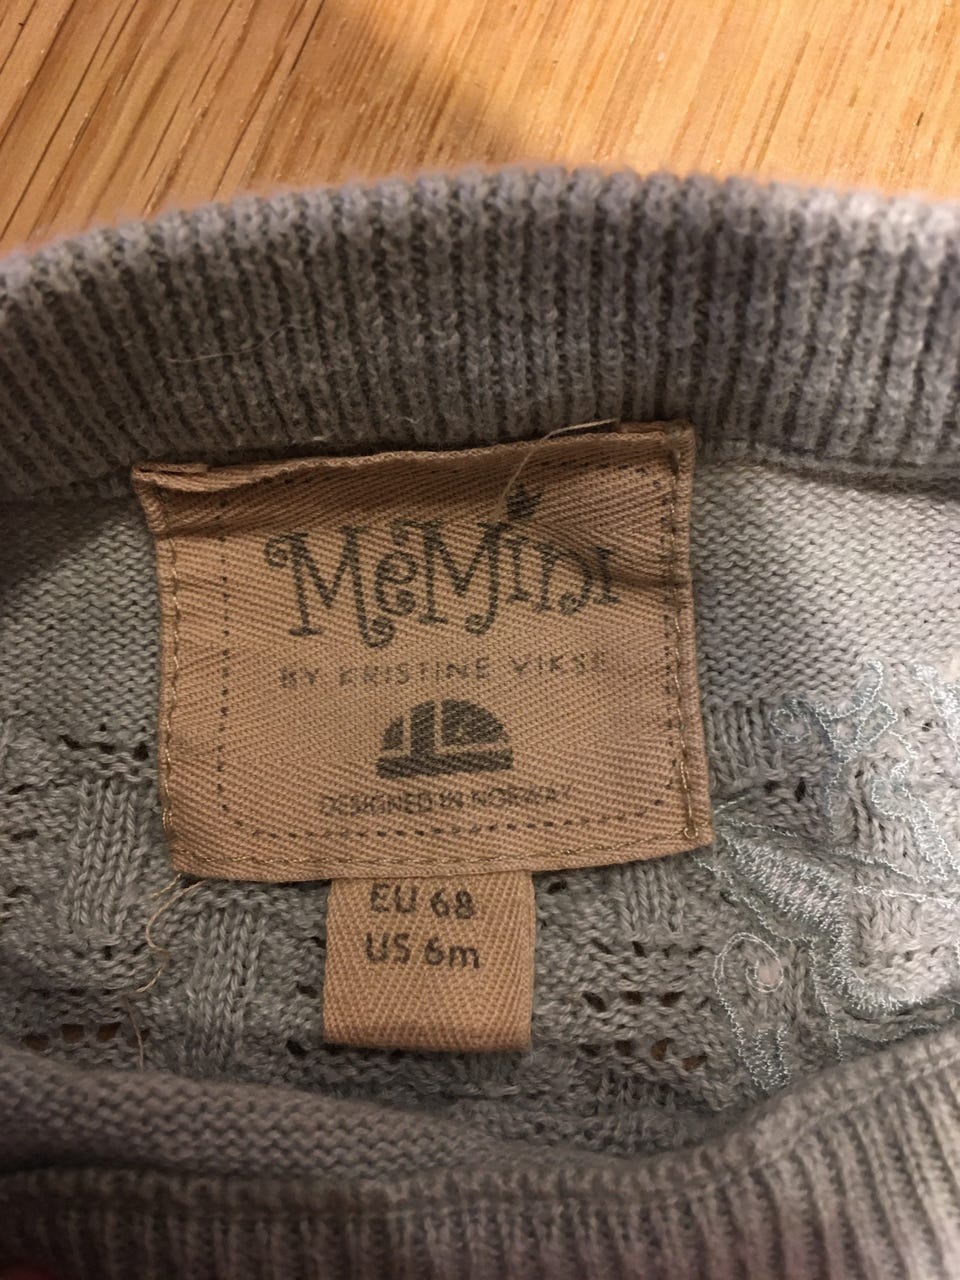 MeMini
BY KRISTINE VIKSE
DESIGNED IN NORWAY
EU 68
US 6m